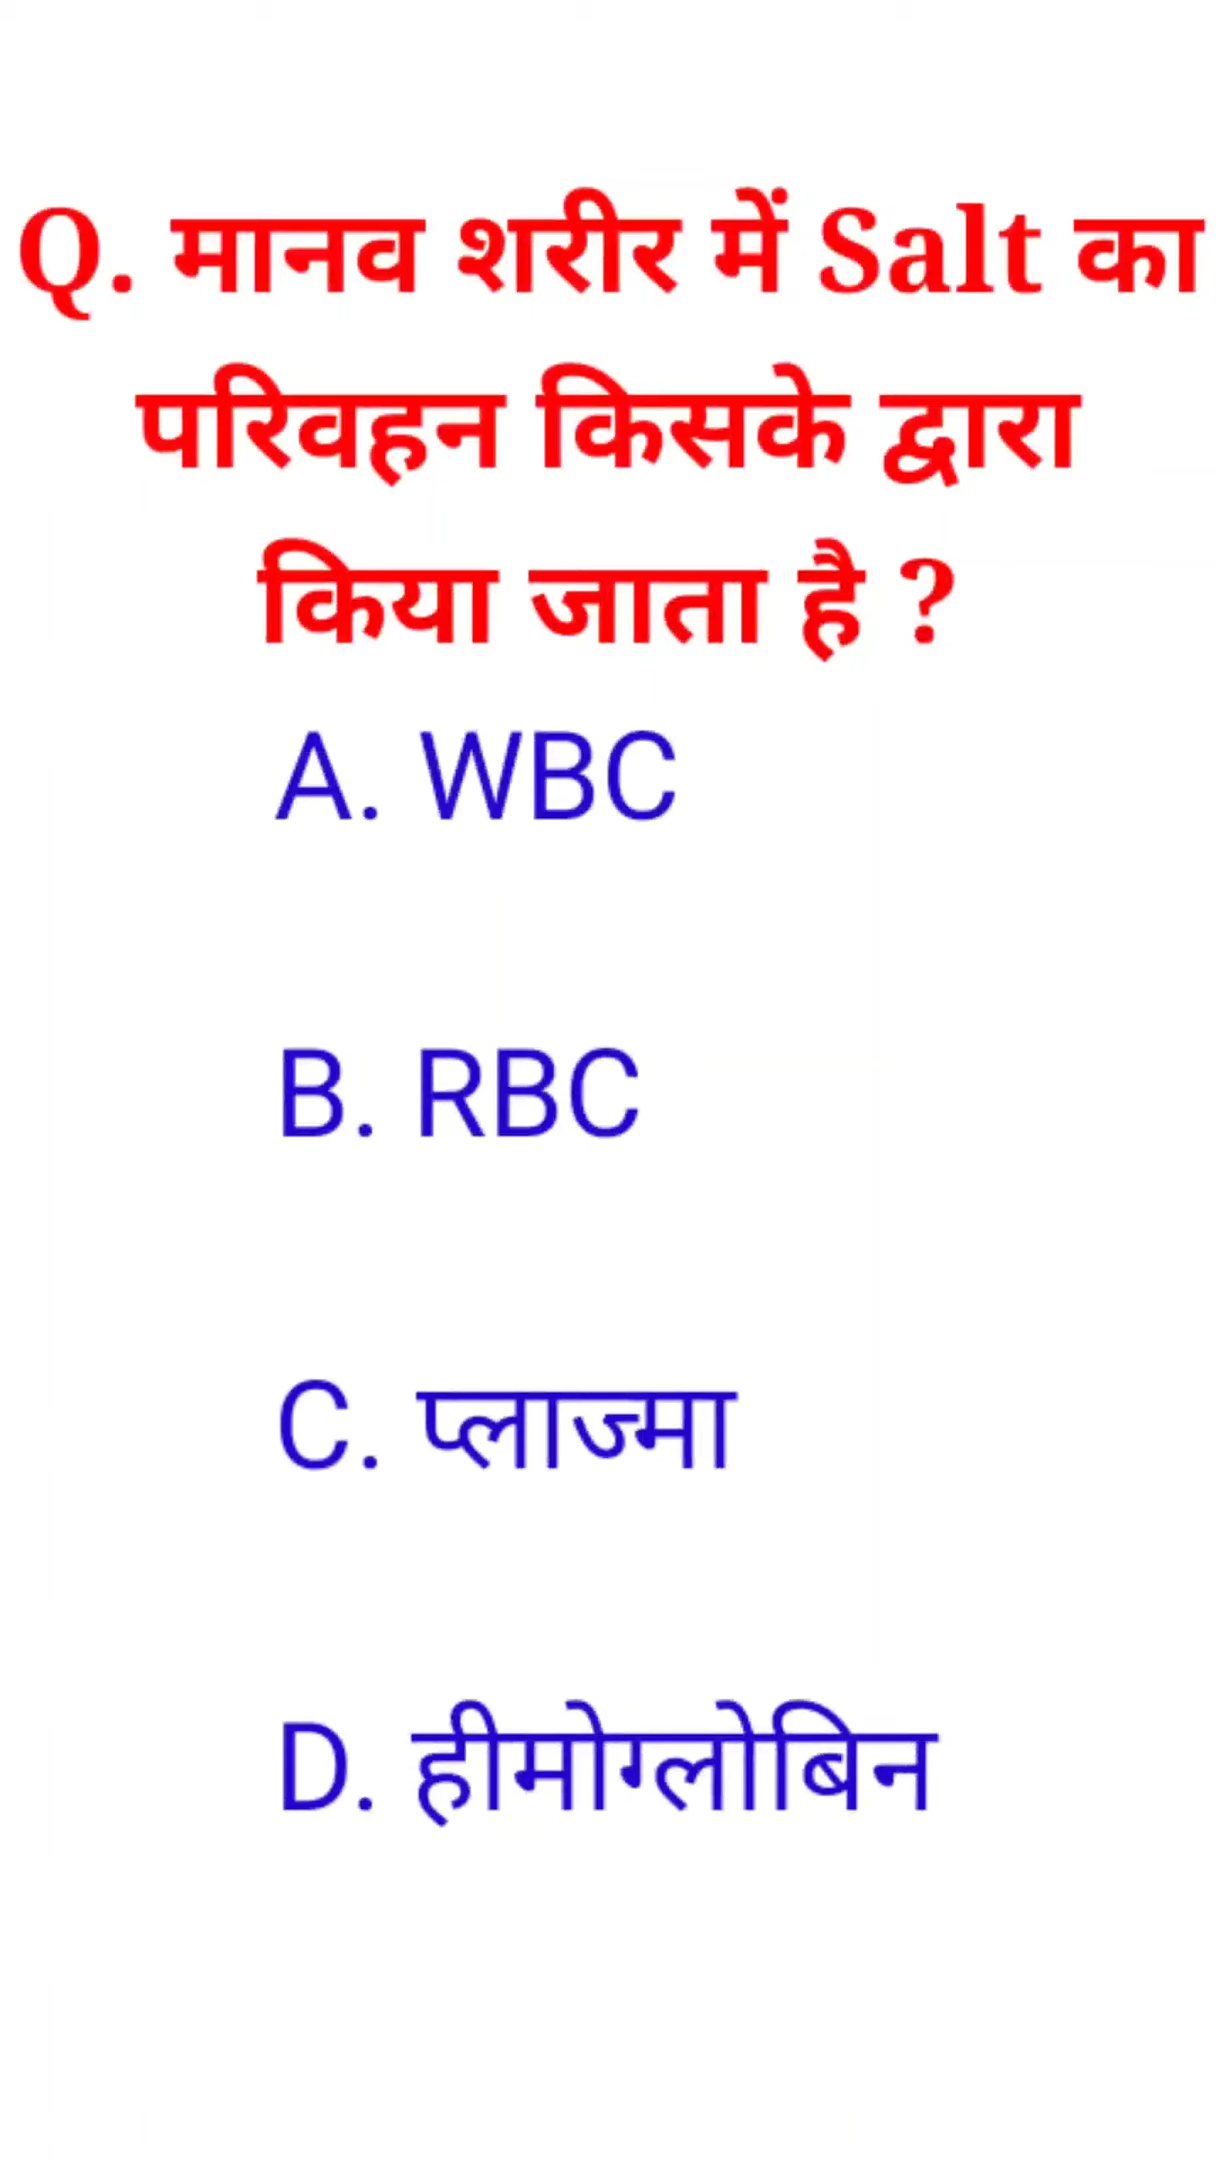 Q. मानव शरीर में Salt का
परिवहन किसके द्वारा
किया जाता है ?
A. WBC
B. RBC
C. प्लाज्मा
D. हीमोग्लोबिन